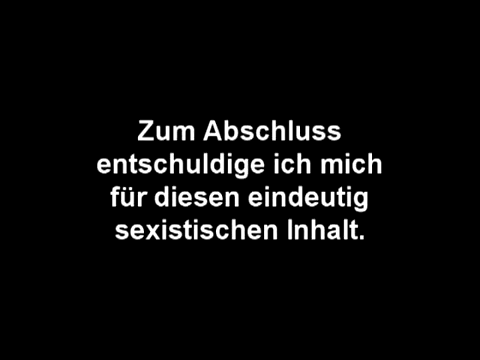 Zum Abschluss
entschuldige ich mich
für diesen eindeutig
sexistischen Inhalt.